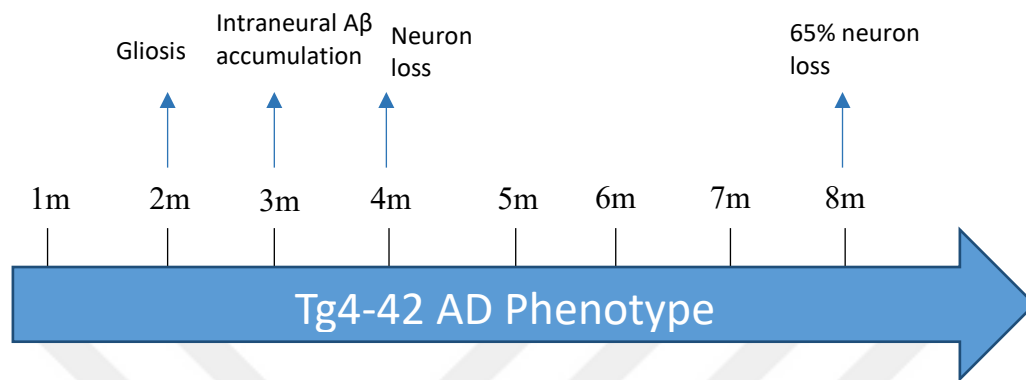 Gliosis
Intraneural Aβ
accumulation
Neuron
loss
65% neuron
loss
1m 2m 3m 4m 5m 6m 7m 8m
Tg4-42 AD Phenotype